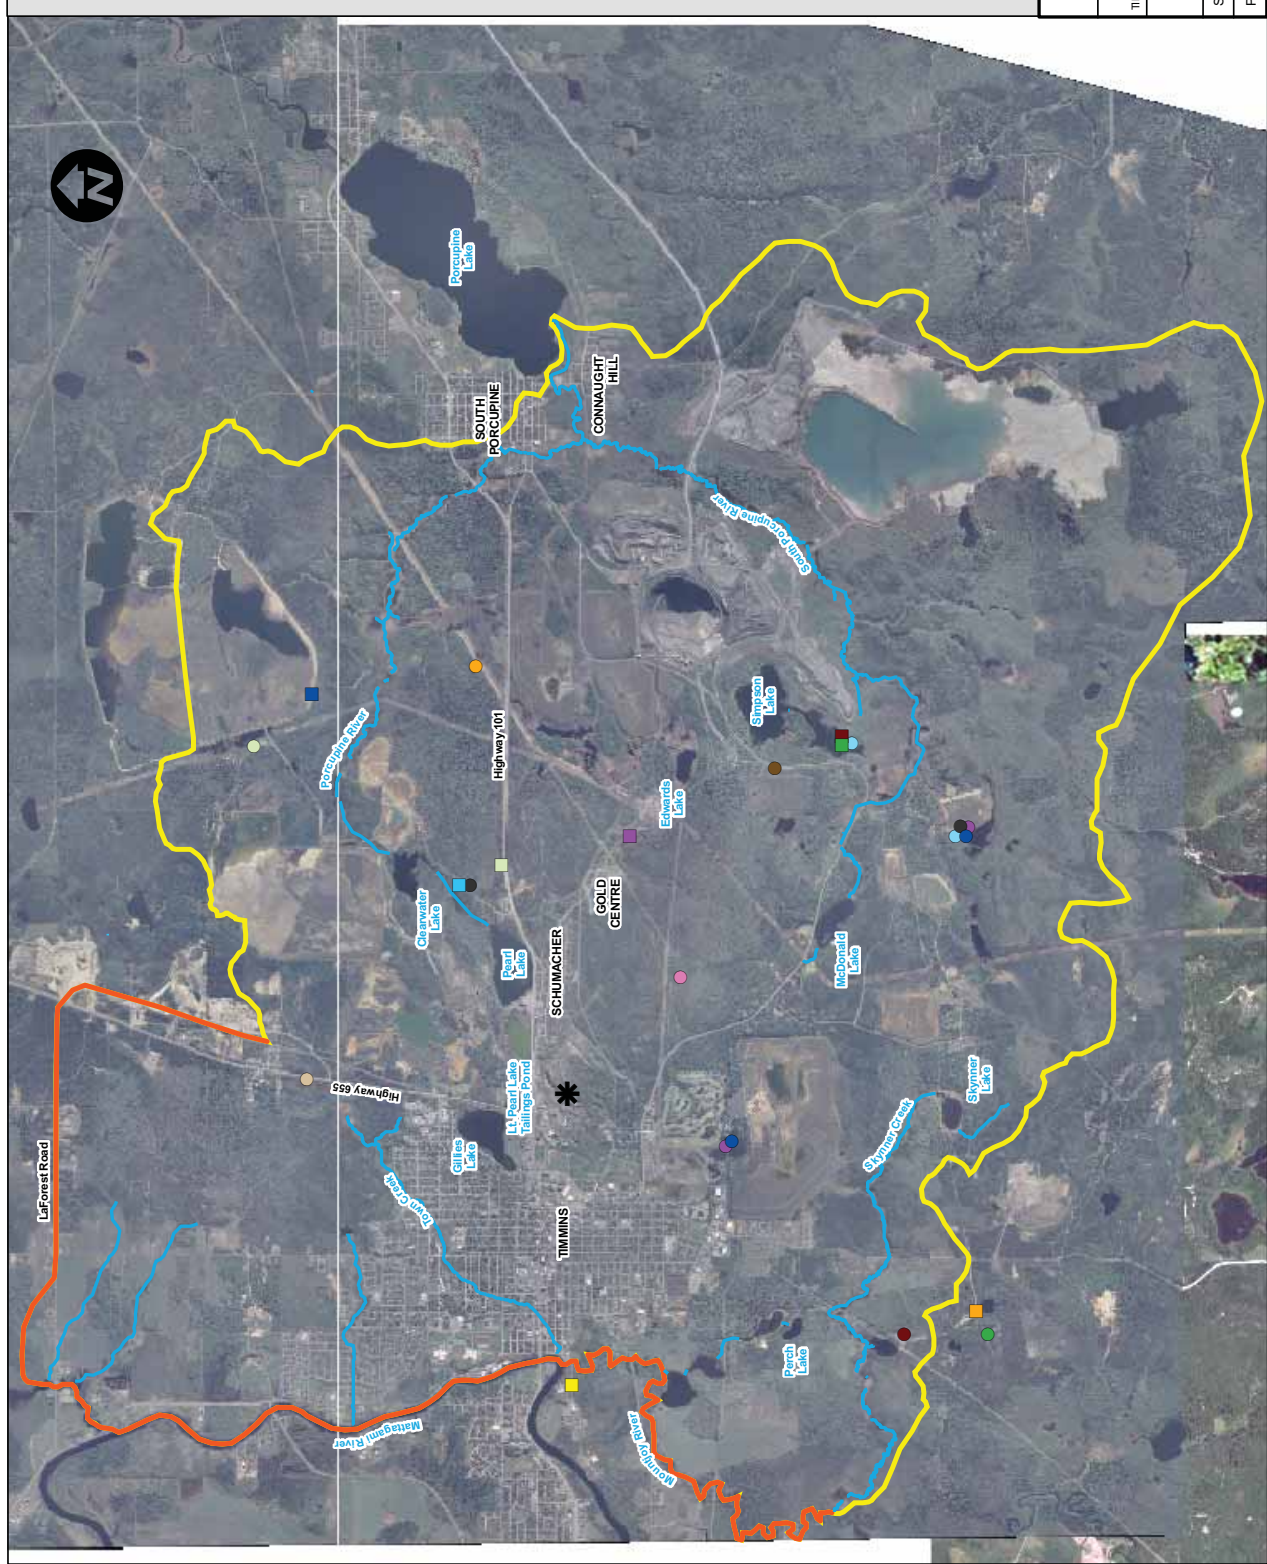 N
LaForest Road
Highway 655
Porcupine
Lake
SOUTH
PORCUPINE
CONNAUGHT
HILL
South Porcupine River
Porcupine River
Highway 101
Simpson
Lake
Edwards
Lake
Clearwater
Lake
GOLD
CENTRE
Pearl
Lake
SCHUMACHER
McDonald
Lake
Lt. Pearl Lake
Tailings Pond
Gillies
Lake
Skynner
Lake
Skynner Creek
Town Creek
TIMMINS
Perch
Lake
Mattagami River
Mountjoy River